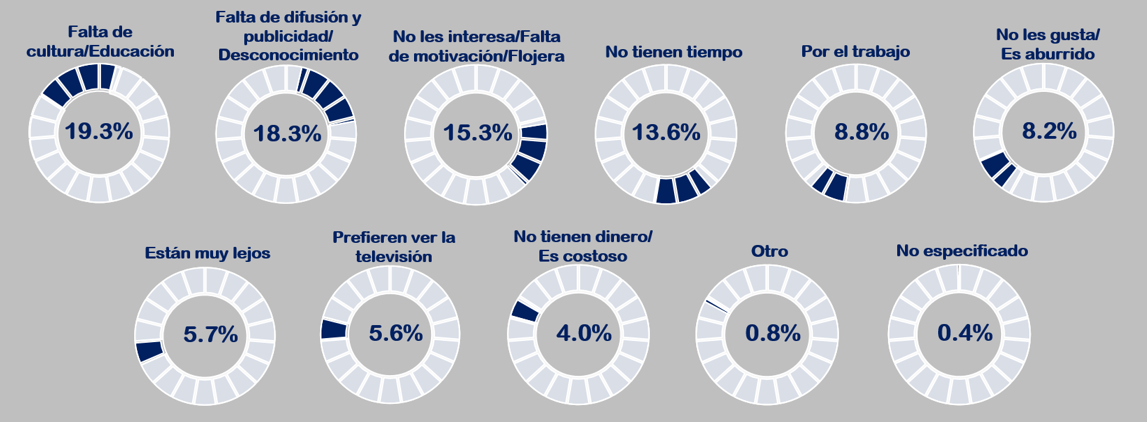 Falta de
cultura/Educación
19.3%
Falta de difusión y
publicidad/
Desconocimiento
18.3%
No les interesa/Falta
de motivación/Flojera
15.3%
No tienen tiempo
13.6%
Por el trabajo
8.8%
No les gusta/
Es aburrido
8.2%
Están muy lejos
5.7%
Prefieren ver la
televisión
5.6%
No tienen dinero/
Es costoso
4.0%
Otro
0.8%
No especificado
0.4%